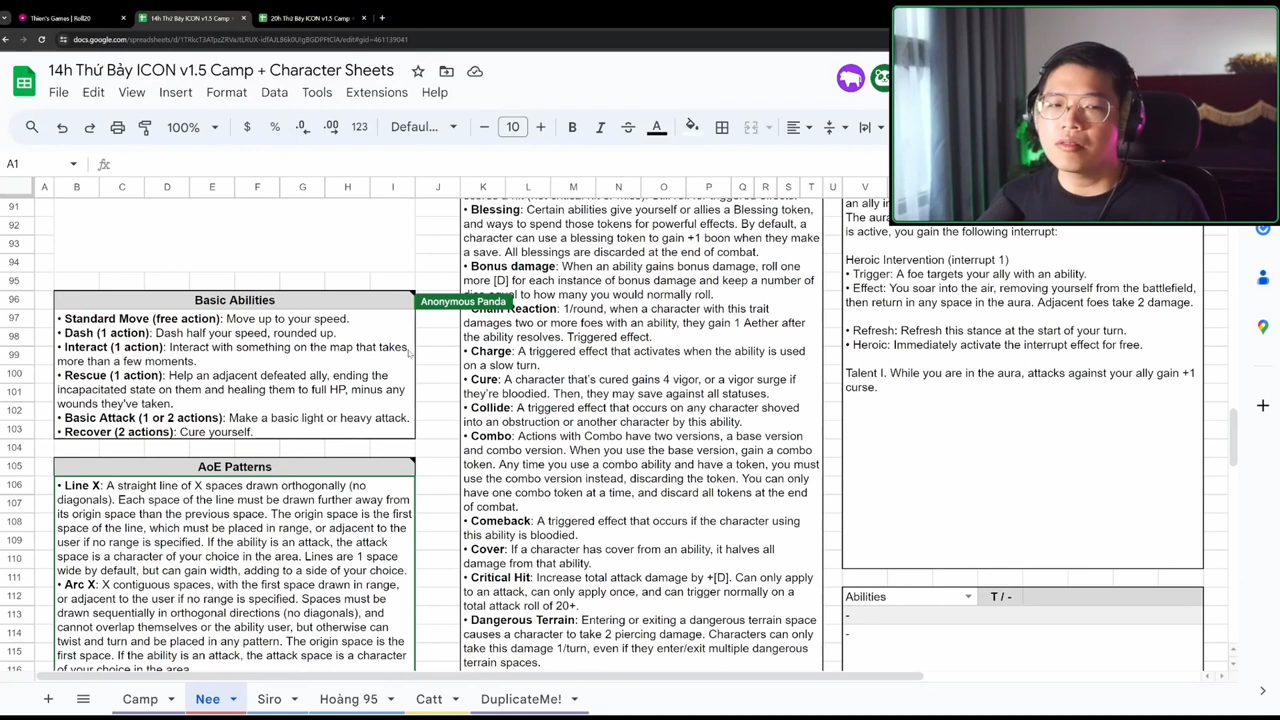 Thien's Games | Roll20
14h Thứ Bảy ICON v1.5 Camp
20h Thứ Bảy ICON v1.5 Camp
14h Thứ Bảy ICON v1.5 Camp + Character Sheets
File Edit View Insert Format Data Tools Extensions Help
100% $ % .0 .00 123 Defaul... 10 B I A
A1 fx
A B C D E F G H I J K L M N O P Q R S T U V
91
92
93
94
95
96
97
98
99
100
101
102
103
104
105
106
107
108
109
110
111
112
113
114
115
116
Basic Abilities
• Standard Move (free action): Move up to your speed.
• Dash (1 action): Dash half your speed, rounded up.
• Interact (1 action): Interact with something on the map that takes
more than a few moments.
• Rescue (1 action): Help an adjacent defeated ally, ending the
incapacitated state on them and healing them to full HP, minus any
wounds they've taken.
• Basic Attack (1 or 2 actions): Make a basic light or heavy attack.
• Recover (2 actions): Cure yourself.
AoE Patterns
• Line X: A straight line of X spaces drawn orthogonally (no
diagonals). Each space of the line must be drawn further away from
its origin space than the previous space. The origin space is the first
space of the line, which must be placed in range, or adjacent to the
user if no range is specified. If the ability is an attack, the attack
space is a character of your choice in the area. Lines are 1 space
wide by default, but can gain width, adding to a side of your choice.
• Arc X: X contiguous spaces, with the first space drawn in range,
or adjacent to the user if no range is specified. Spaces must be
drawn sequentially in orthogonal directions (no diagonals), and
cannot overlap themselves or the ability user, but otherwise can
twist and turn and be placed in any pattern. The origin space is the
first space. If the ability is an attack, the attack space is a character
of your choice in the area.
Anonymous Panda
• Blessing: Certain abilities give yourself or allies a Blessing token,
and ways to spend those tokens for powerful effects. By default, a
character can use a blessing token to gain +1 boon when they make
a save. All blessings are discarded at the end of combat.
• Bonus damage: When an ability gains bonus damage, roll one
more [D] for each instance of bonus damage and keep a number of
dice equal to how many you would normally roll.
• Chain Reaction: 1/round, when a character with this trait
damages two or more foes with an ability, they gain 1 Aether after
the ability resolves. Triggered effect.
• Charge: A triggered effect that activates when the ability is used
on a slow turn.
• Cure: A character that's cured gains 4 vigor, or a vigor surge if
they're bloodied. Then, they may save against all statuses.
• Collide: A triggered effect that occurs on any character shoved
into an obstruction or another character by this ability.
• Combo: Actions with Combo have two versions, a base version
and combo version. When you use the base version, gain a combo
token. Any time you use a combo ability and have a token, you must
use the combo version instead, discarding the token. You can only
have one combo token at a time, and discard all tokens at the end
of combat.
• Comeback: A triggered effect that occurs if the character using
this ability is bloodied.
• Cover: If a character has cover from an ability, it halves all
damage from that ability.
• Critical Hit: Increase total attack damage by +[D]. Can only apply
to an attack, can only apply once, and can trigger normally on a
total attack roll of 20+.
• Dangerous Terrain: Entering or exiting a dangerous terrain space
causes a character to take 2 piercing damage. Characters can only
take this damage 1/turn, even if they enter/exit multiple dangerous
terrain spaces.
an ally in
The aura
is active, you gain the following interrupt:
Heroic Intervention (interrupt 1)
• Trigger: A foe targets your ally with an ability.
• Effect: You soar into the air, removing yourself from the battlefield,
then return in any space in the aura. Adjacent foes take 2 damage.
• Refresh: Refresh this stance at the start of your turn.
• Heroic: Immediately activate the interrupt effect for free.
Talent I. While you are in the aura, attacks against your ally gain +1
curse.
Abilities T / -
-
-
Camp Nee Siro Hoàng 95 Catt DuplicateMe!